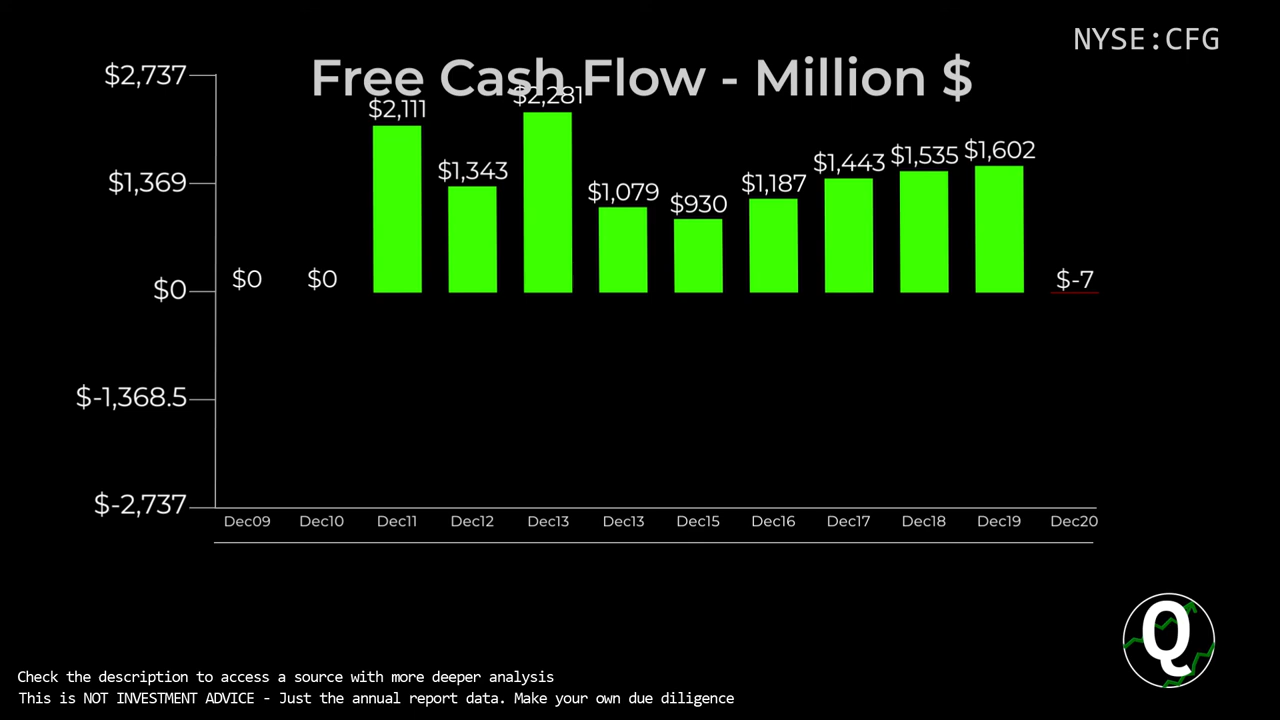 NYSE:CFG
Free Cash Flow - Million $
$2,737
$1,369
$0
$-1,368.5
$-2,737
$0
$0
$2,111
$1,343
$2,281
$1,079
$930
$1,187
$1,443
$1,535
$1,602
$-7
Dec09 Dec10 Dec11 Dec12 Dec13 Dec13 Dec15 Dec16 Dec17 Dec18 Dec19 Dec20
Q
Check the description to access a source with more deeper analysis
This is NOT INVESTMENT ADVICE - Just the annual report data. Make your own due diligence